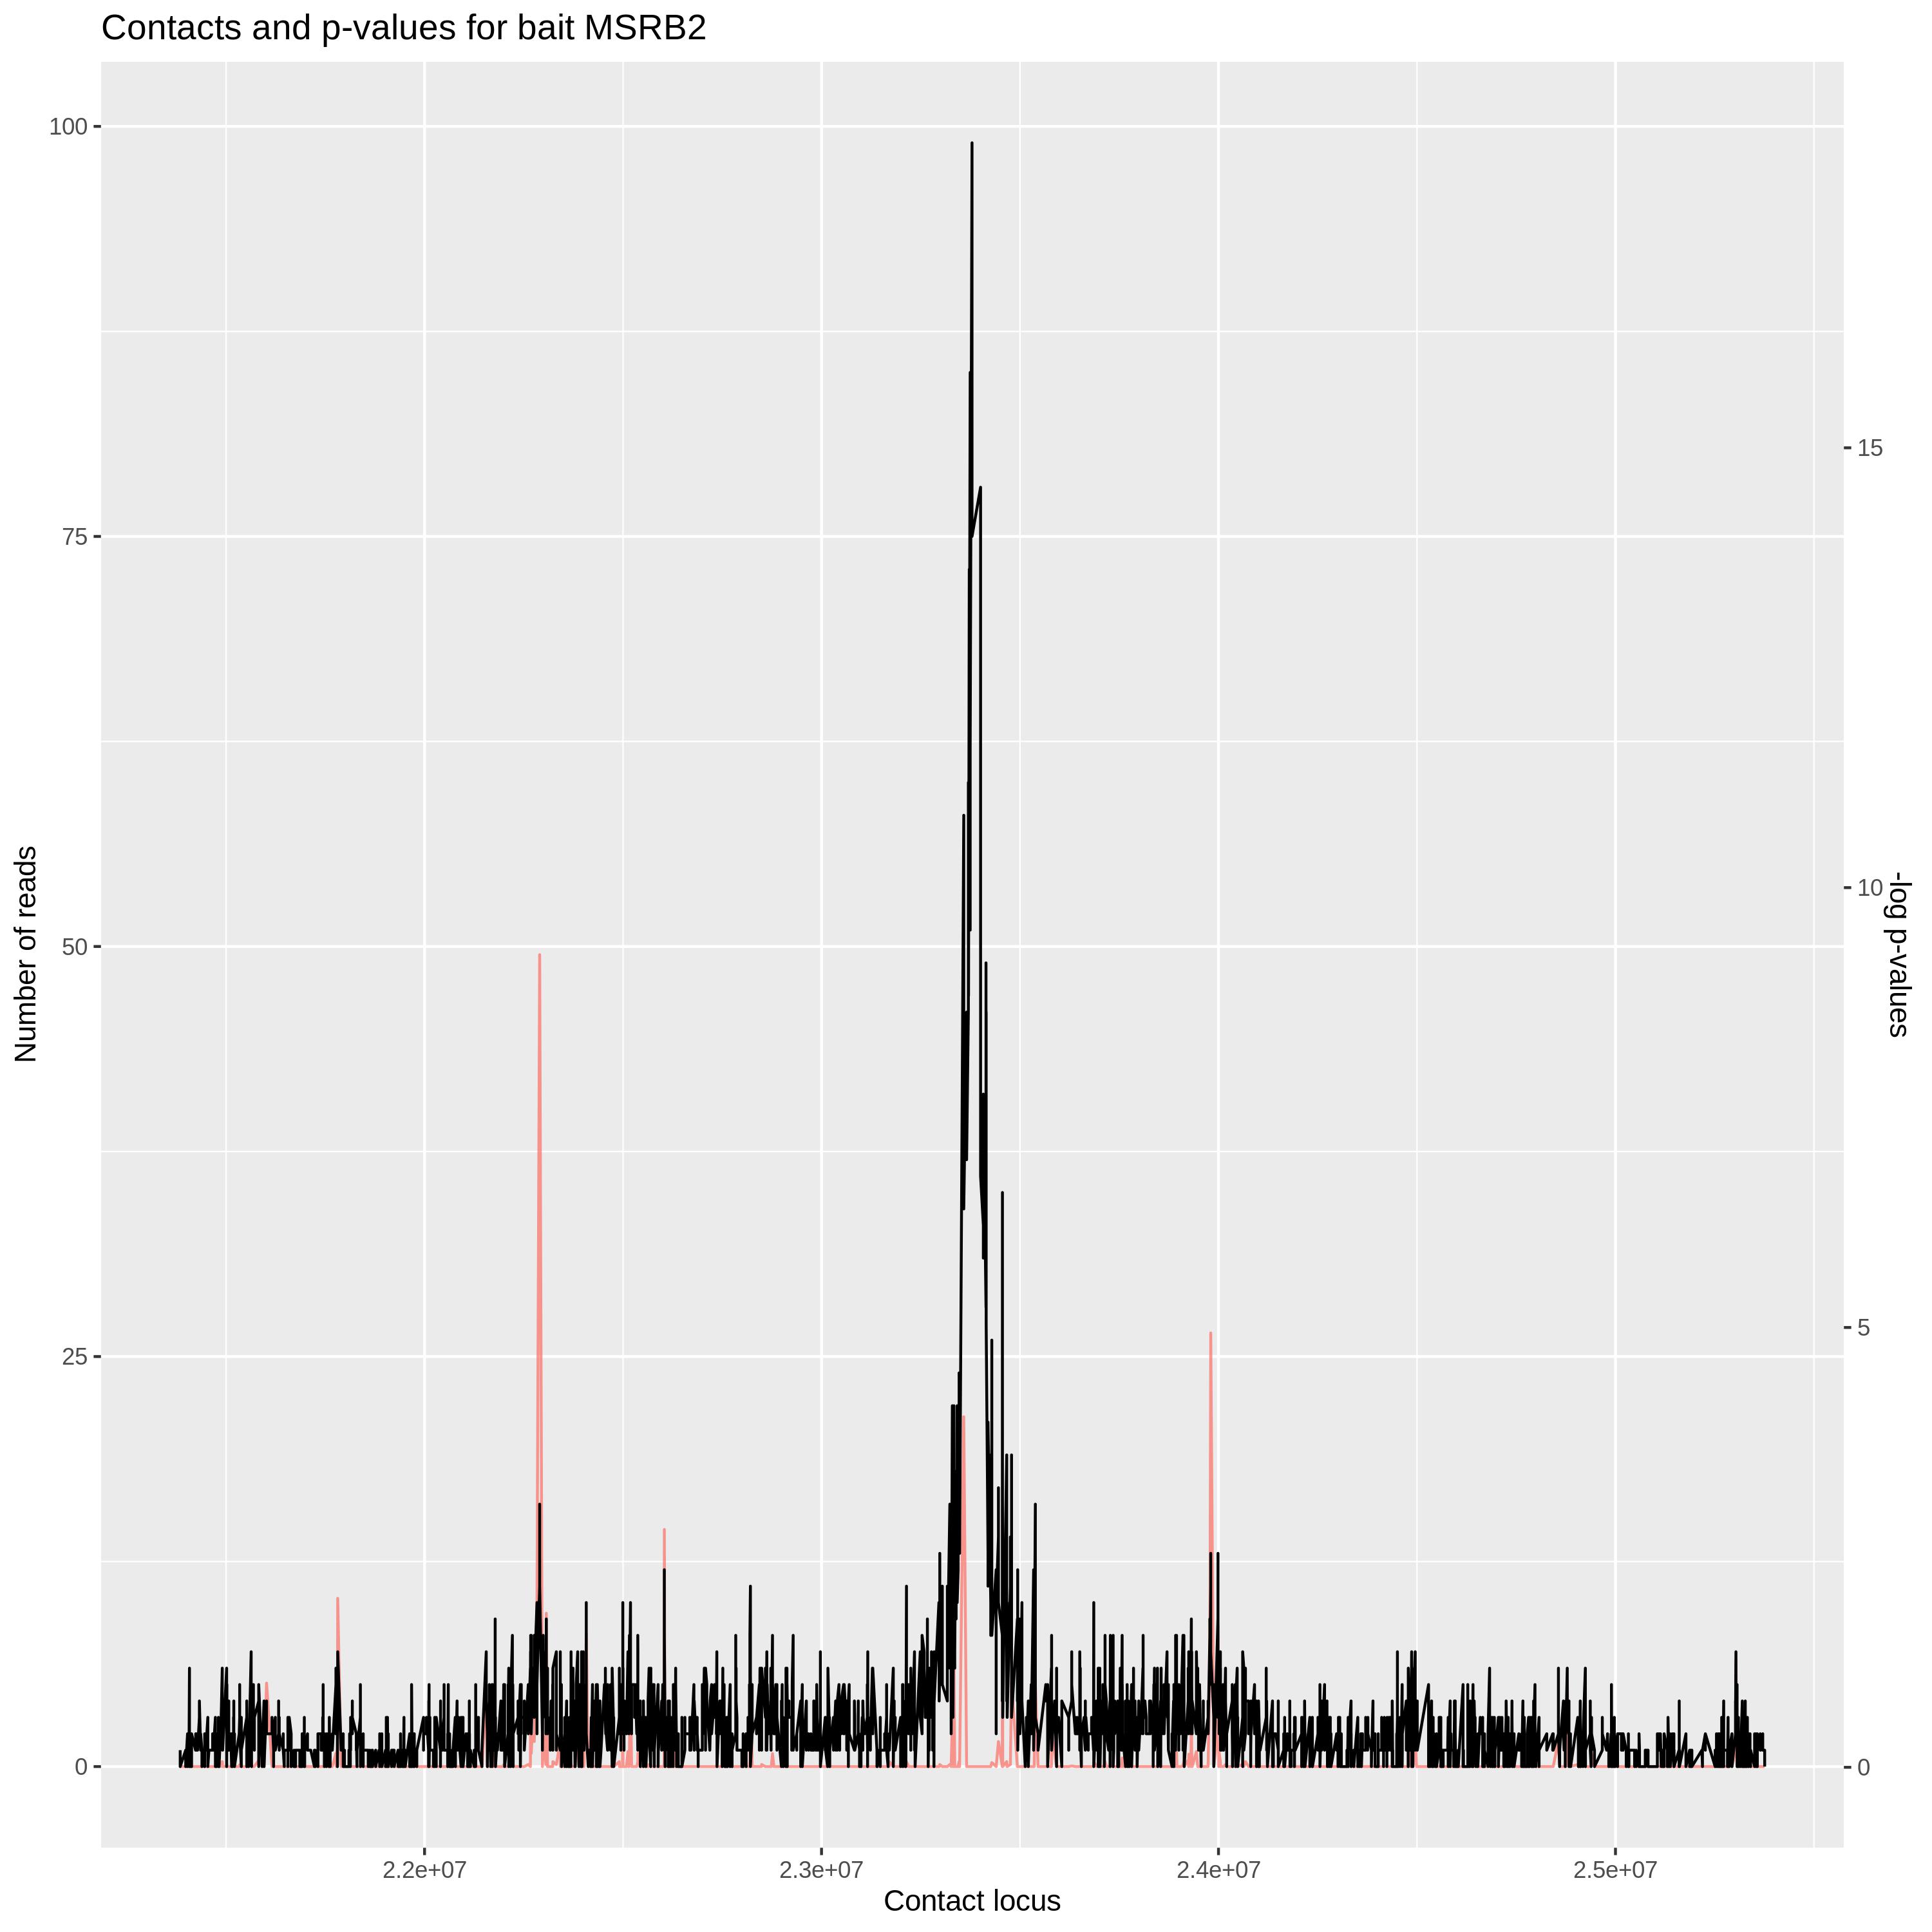 Contacts and p-values for bait MSRB2
100
75
50
25
0
Number of reads
15
10
5
0
-log p-values
2.2e+07
2.3e+07
2.4e+07
2.5e+07
Contact locus